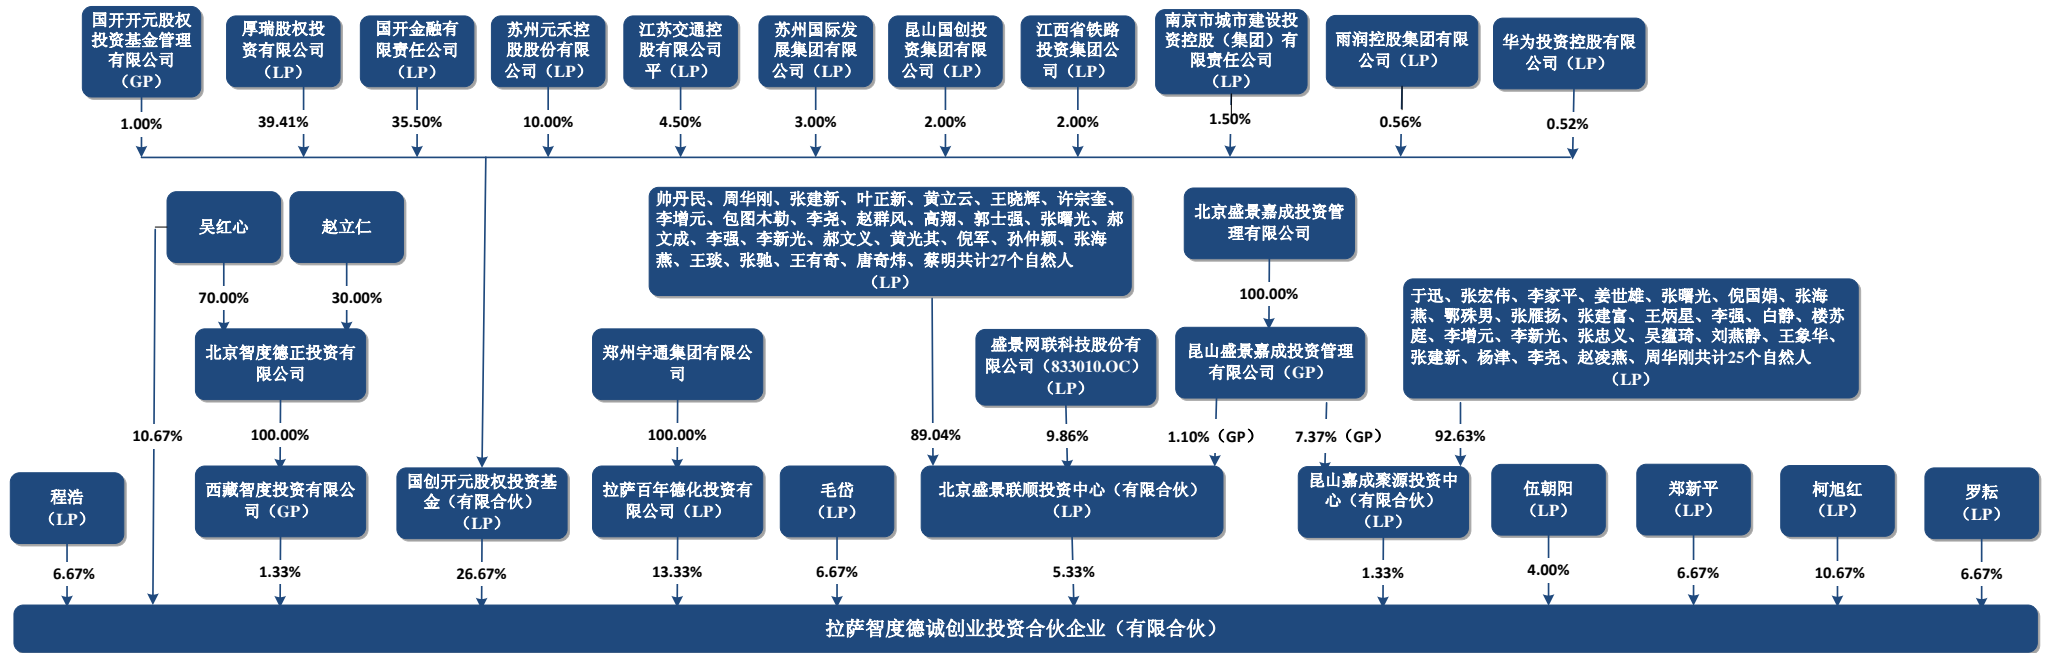 国开开元股权
投资基金管理
有限公司
（GP）
厚瑞股权投
资有限公司
（LP）
国开金融有
限责任公司
（LP）
苏州元禾控
股股份有限
公司（LP）
江苏交通控
股有限公司
平（LP）
苏州国际发
展集团有限
公司（LP）
昆山国创投
资集团有限
公司（LP）
江西省铁路
投资集团公
司（LP）
南京市城市建设投
资控股（集团）有
限责任公司
（LP）
雨润控股集团有限
公司（LP）
华为投资控股有限
公司（LP）
1.00%
39.41%
35.50%
10.00%
4.50%
3.00%
2.00%
2.00%
1.50%
0.56%
0.52%
吴红心
赵立仁
帅丹民、周华刚、张建新、叶正新、黄立云、王晓辉、许宗奎、
李增元、包图木勒、李尧、赵群风、高翔、郭士强、张曙光、郝
文成、李强、李新光、郝文义、黄光其、倪军、孙仲颖、张海
燕、王琰、张驰、王有奇、唐奇炜、蔡明共计27个自然人
（LP）
北京盛景嘉成投资管
理有限公司
70.00%
30.00%
100.00%
于迅、张宏伟、李家平、姜世雄、张曙光、倪国娟、张海
燕、鄂殊男、张雁扬、张建富、王炳星、李强、白静、楼苏
庭、李增元、李新光、张忠义、吴蕴琦、刘燕静、王象华、
张建新、杨津、李尧、赵凌燕、周华刚共计25个自然人
（LP）
北京智度德正投资有
限公司
郑州宇通集团有限公
司
盛景网联科技股份有
限公司（833010.OC）
（LP）
昆山盛景嘉成投资管理
有限公司（GP）
10.67%
100.00%
100.00%
89.04%
9.86%
1.10%（GP）
7.37%（GP）
92.63%
程浩
（LP）
西藏智度投资有限公
司（GP）
国创开元股权投资基
金（有限合伙）
（LP）
拉萨百年德化投资有
限公司（LP）
毛岱
（LP）
北京盛景联顺投资中心（有限合伙）
（LP）
昆山嘉成聚源投资中
心（有限合伙）
（LP）
伍朝阳
（LP）
郑新平
（LP）
柯旭红
（LP）
罗耘
（LP）
6.67%
1.33%
26.67%
13.33%
6.67%
5.33%
1.33%
4.00%
6.67%
10.67%
6.67%
拉萨智度德诚创业投资合伙企业（有限合伙）